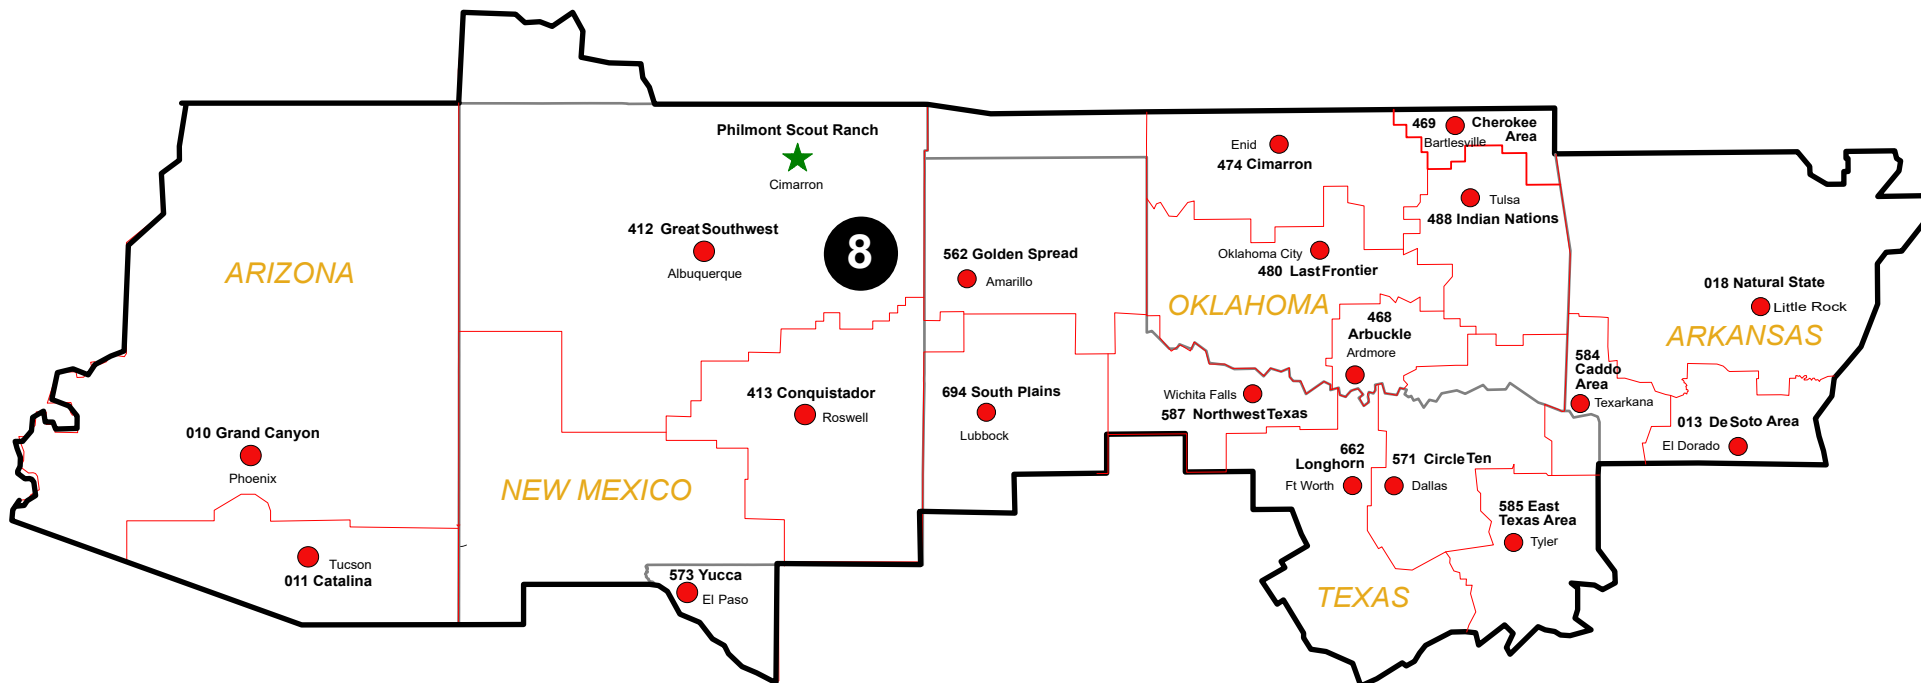 Philmont Scout Ranch
Cimarron
412 Great Southwest
Albuquerque
8
ARIZONA
NEW MEXICO
413 Conquistador
Roswell
010 Grand Canyon
Phoenix
Tucson
011 Catalina
573 Yucca
El Paso
562 Golden Spread
Amarillo
694 South Plains
Lubbock
Enid
474 Cimarron
469 Cherokee
Area
Bartlesville
Tulsa
488 Indian Nations
Oklahoma City
480 Last Frontier
OKLAHOMA
468
Arbuckle
Ardmore
Wichita Falls
587 Northwest Texas
662
Longhorn
Ft Worth
571 Circle Ten
Dallas
585 East
Texas Area
Tyler
TEXAS
584
Caddo
Area
Texarkana
018 Natural State
Little Rock
ARKANSAS
013 De Soto Area
El Dorado